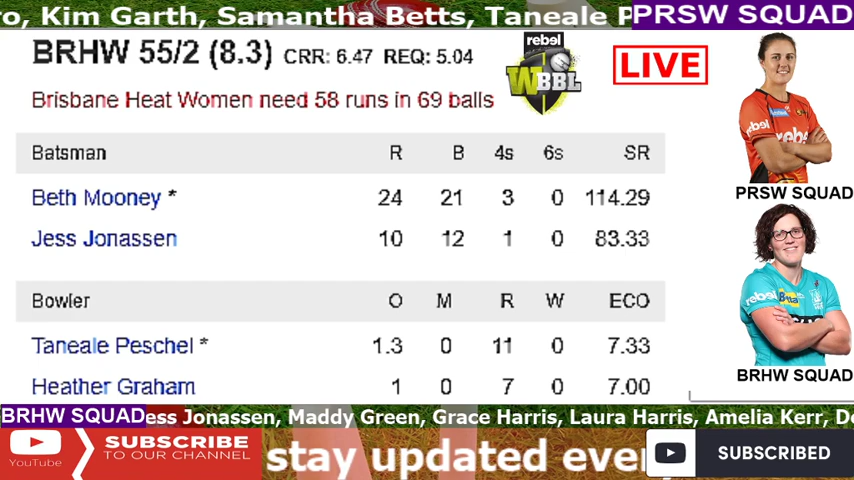 ro, Kim Garth, Samantha Betts, Taneale P
PRSW SQUAD
BRHW 55/2 (8.3) CRR: 6.47 REQ: 5.04
rebel
WBBL
LIVE
Brisbane Heat Women need 58 runs in 69 balls
Batsman R B 4s 6s SR
Beth Mooney * 24 21 3 0 114.29
Jess Jonassen 10 12 1 0 83.33
Bowler O M R W ECO
Taneale Peschel * 1.3 0 11 0 7.33
Heather Graham 1 0 7 0 7.00
rebel
PRSW SQUAD
rebel
BRHW SQUAD
BRHW SQUAD ess Jonassen, Maddy Green, Grace Harris, Laura Harris, Amelia Kerr, De
YouTube
SUBSCRIBE
TO OUR CHANNEL
stay updated eve
SUBSCRIBED